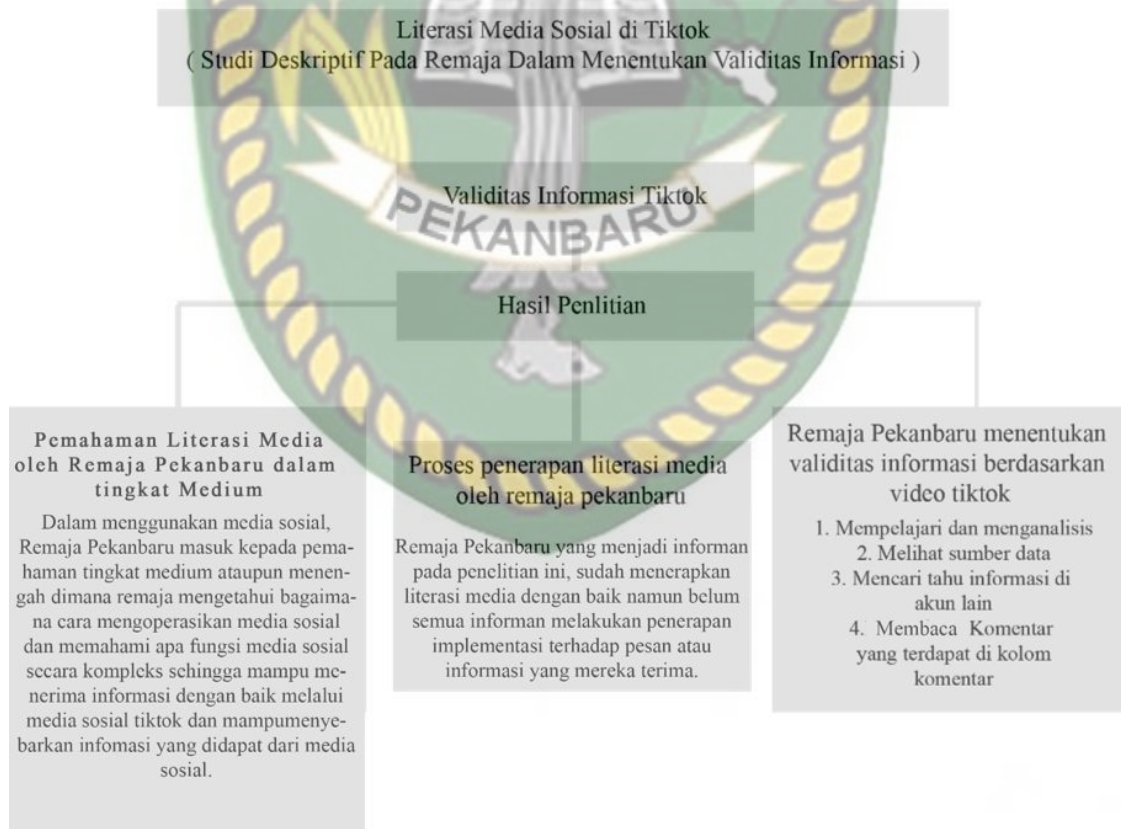 Literasi Media Sosial di Tiktok
( Studi Deskriptif Pada Remaja Dalam Menentukan Validitas Informasi )
Validitas Informasi Tiktok
PEKANBARU
Hasil Penlitian
Pemahaman Literasi Media
oleh Remaja Pekanbaru dalam
tingkat Medium
Dalam menggunakan media sosial,
Remaja Pekanbaru masuk kepada pema-
haman tingkat medium ataupun menen-
gah dimana remaja mengetahui bagaima-
na cara mengoperasikan media sosial
dan memahami apa fungsi media sosial
secara kompleks sehingga mampu me-
nerima informasi dengan baik melalui
media sosial tiktok dan mampumenye-
barkan infomasi yang didapat dari media
sosial.
Proses penerapan literasi media
oleh remaja pekanbaru
Remaja Pekanbaru yang menjadi informan
pada penelitian ini, sudah menerapkan
literasi media dengan baik namun belum
semua informan melakukan penerapan
implementasi terhadap pesan atau
informasi yang mereka terima.
Remaja Pekanbaru menentukan
validitas informasi berdasarkan
video tiktok
1. Mempelajari dan menganalisis
2. Melihat sumber data
3. Mencari tahu informasi di
akun lain
4. Membaca Komentar
yang terdapat di kolom
komentar